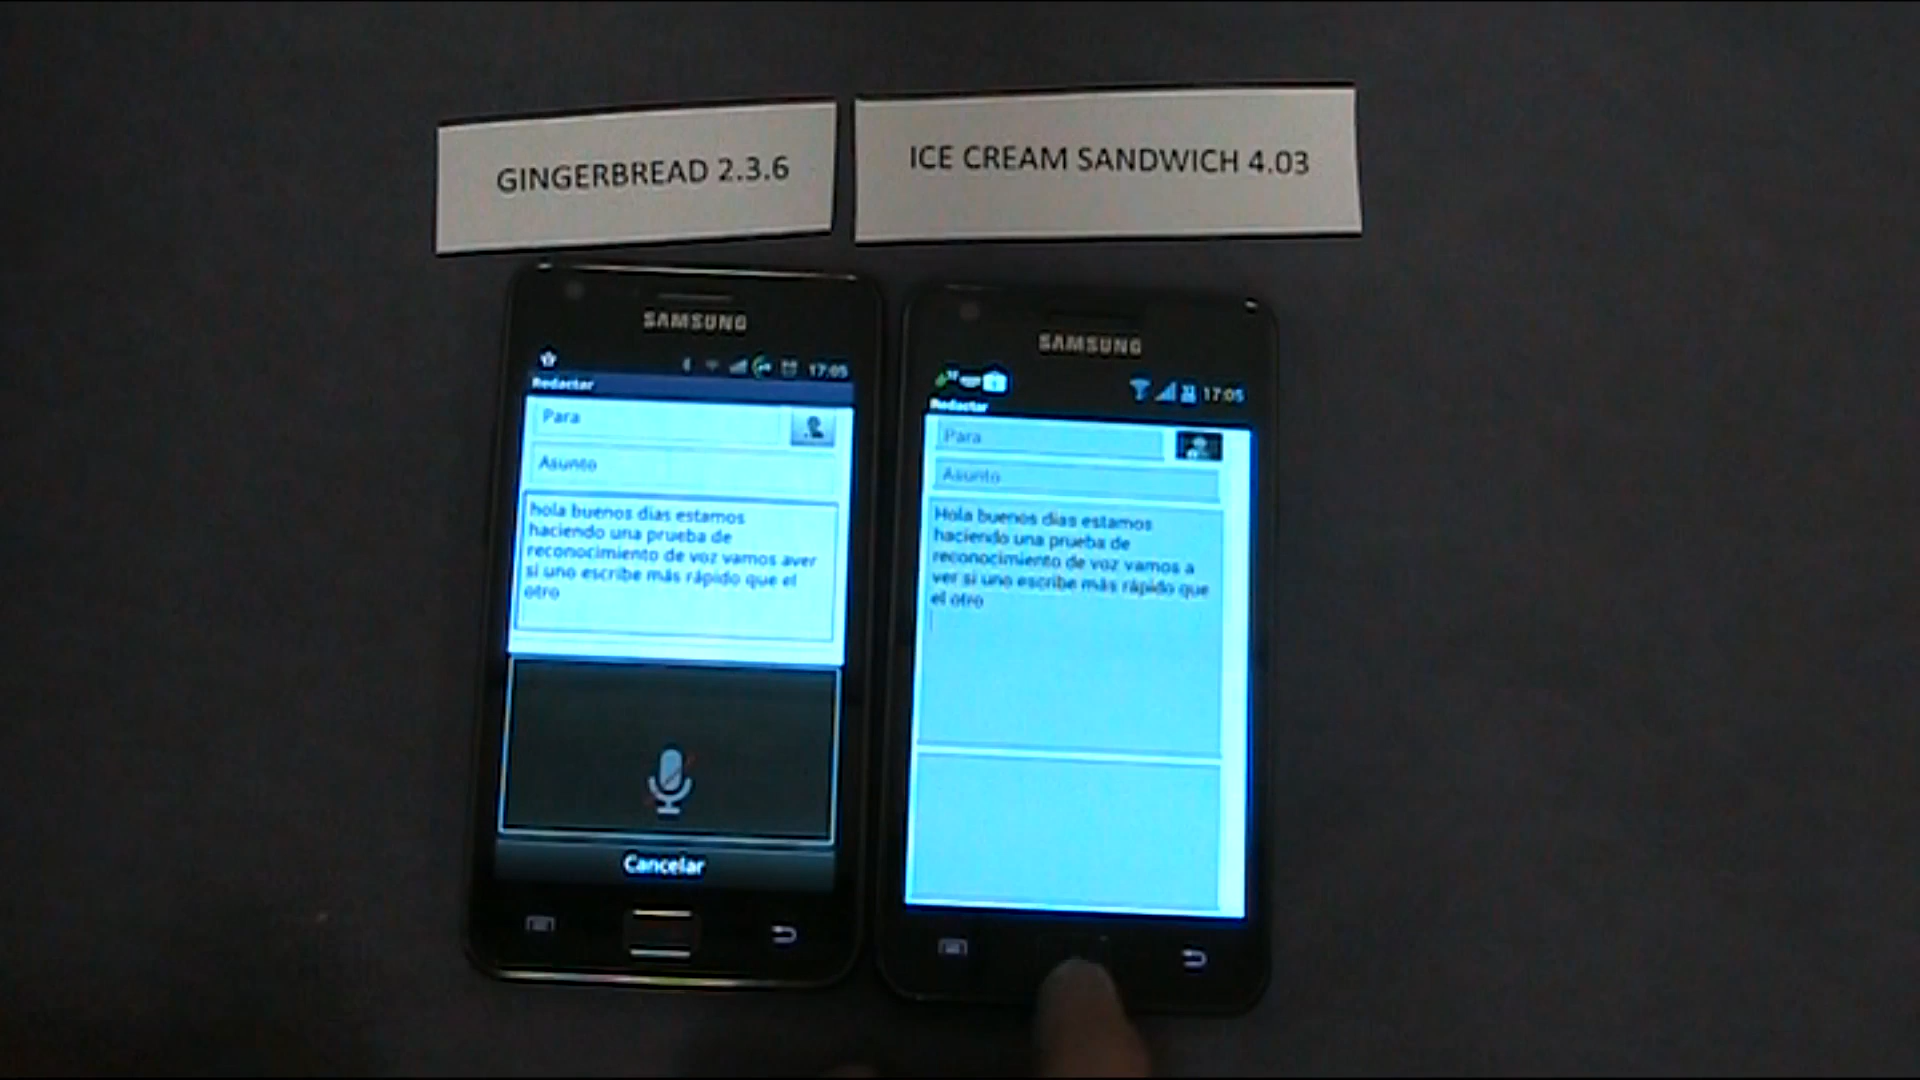 GINGERBREAD 2.3.6
ICE CREAM SANDWICH 4.03
SAMSUNG
17:05
Redactar
Para
Asunto
hola buenos dias estamos
haciendo una prueba de
reconocimiento de voz vamos aver
si uno escribe más rápido que el
otro
Cancelar
SAMSUNG
17:05
Redactar
Para
Asunto
Hola buenos dias estamos
haciendo una prueba de
reconocimiento de voz vamos a
ver si uno escribe más rápido que
el otro